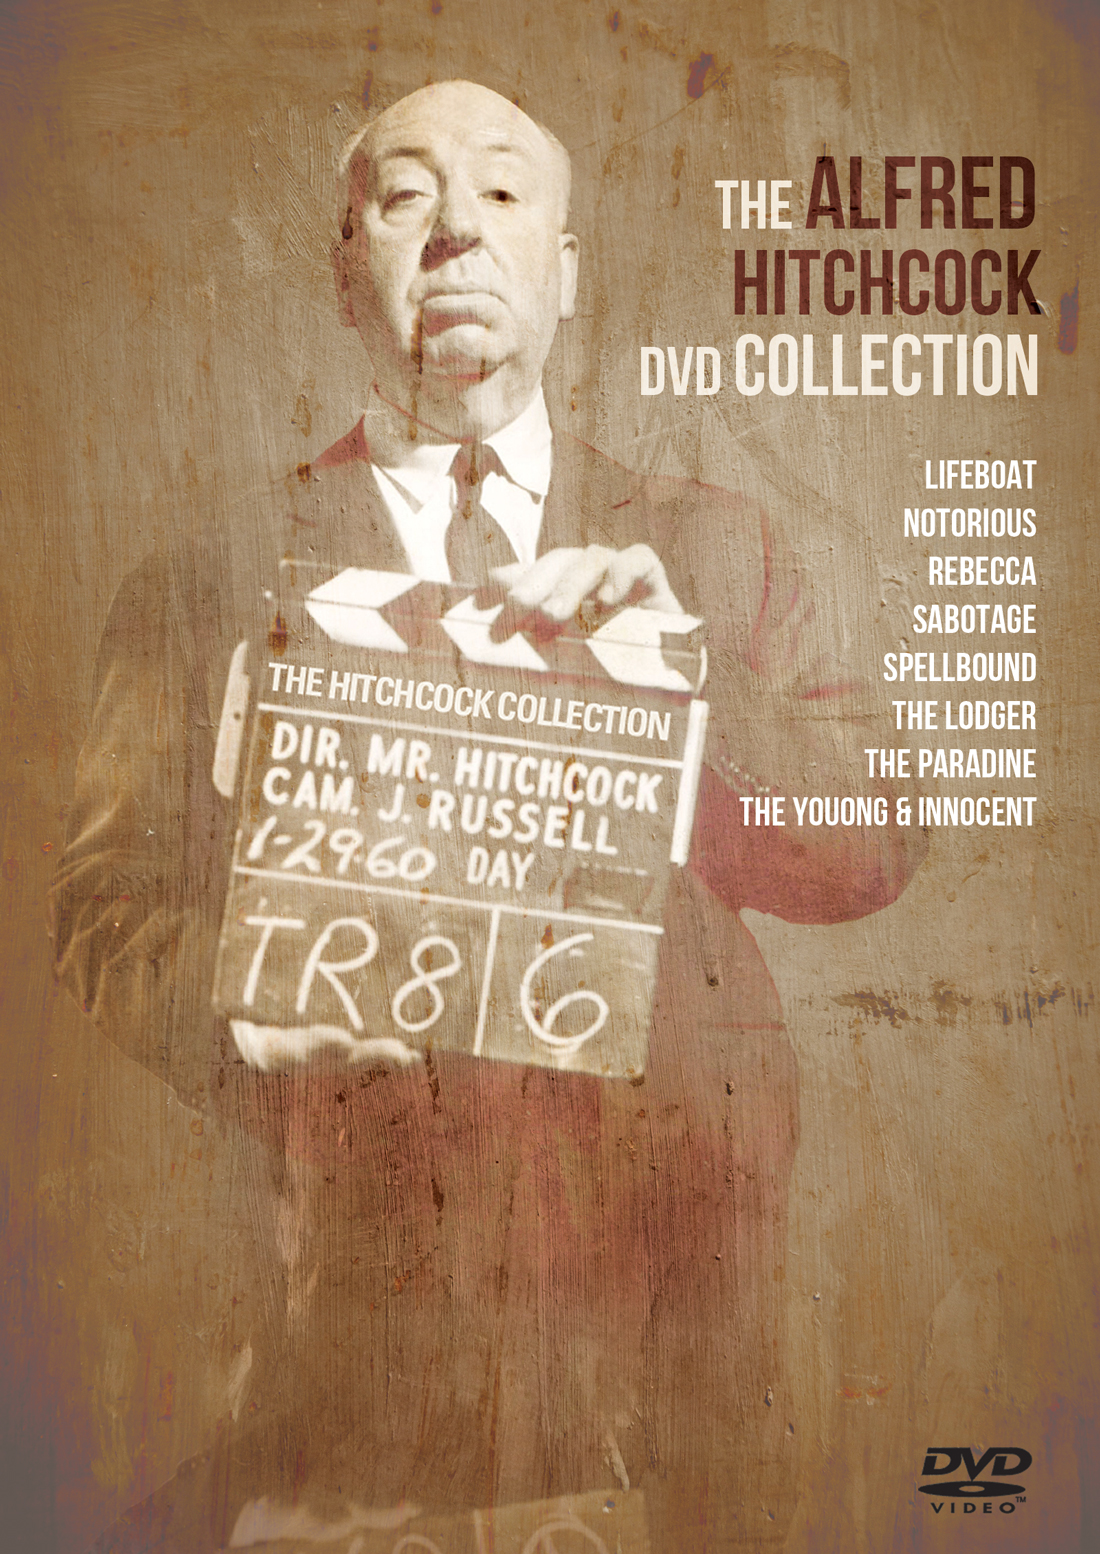 THE ALFRED
HITCHCOCK
DVD COLLECTION
LIFEBOAT
NOTORIOUS
REBECCA
SABOTAGE
SPELLBOUND
THE LODGER
THE PARADINE
THE YOUONG & INNOCENT
THE HITCHCOCK COLLECTION
DIR. MR. HITCHCOCK
CAM. J. RUSSELL
1-29-60 DAY
TR8 6
DVD
VIDEO™